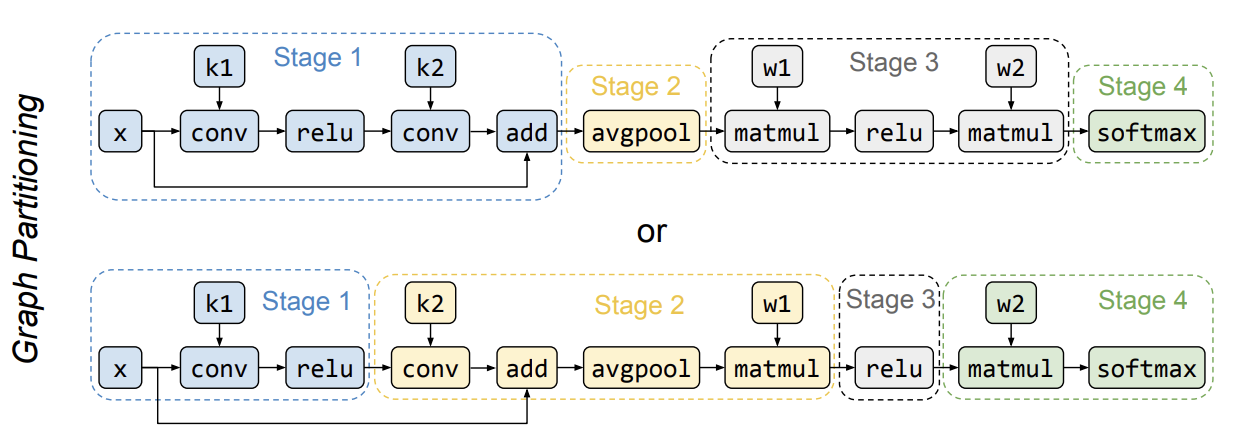 Graph Partitioning
Stage 1
k1
k2
x
conv
relu
conv
add
Stage 2
avgpool
Stage 3
w1
w2
matmul
relu
matmul
Stage 4
softmax
or
Stage 1
k1
x
conv
relu
Stage 2
k2
w1
conv
add
avgpool
matmul
Stage 3
relu
Stage 4
w2
matmul
softmax